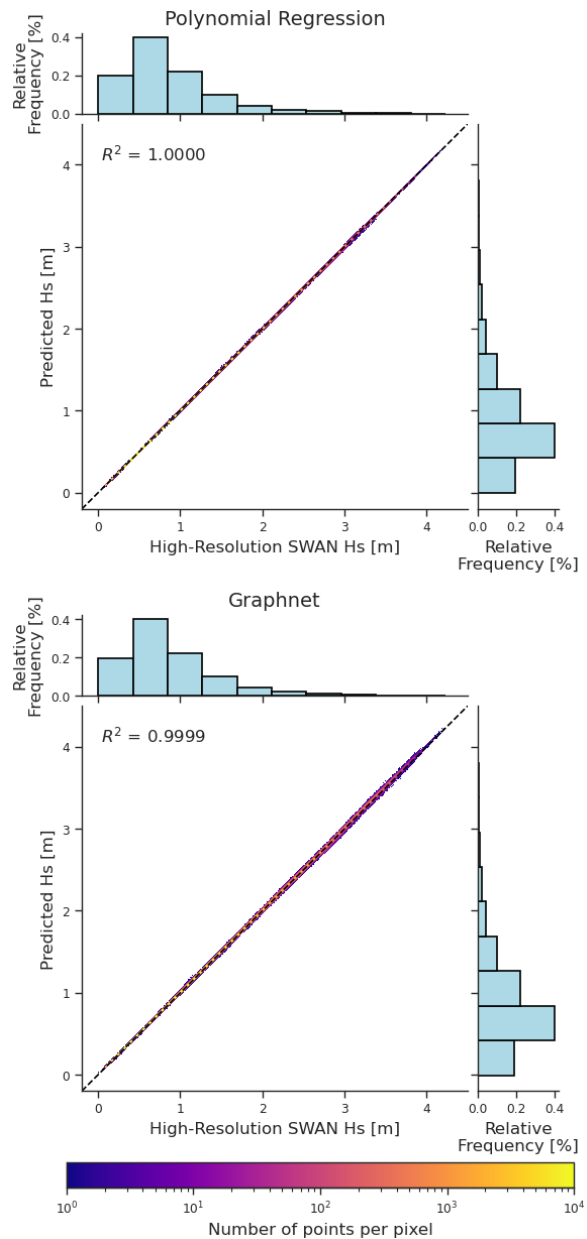 Polynomial Regression
Relative
Frequency [%]
0.4
0.2
0.0
R² = 1.0000
Predicted Hs [m]
4
3
2
1
0
0 1 2 3 4
High-Resolution SWAN Hs [m]
0.0 0.2 0.4
Relative
Frequency [%]
Graphnet
Relative
Frequency [%]
0.4
0.2
0.0
R² = 0.9999
Predicted Hs [m]
4
3
2
1
0
0 1 2 3 4
High-Resolution SWAN Hs [m]
0.0 0.2 0.4
Relative
Frequency [%]
10⁰ 10¹ 10² 10³ 10⁴
Number of points per pixel